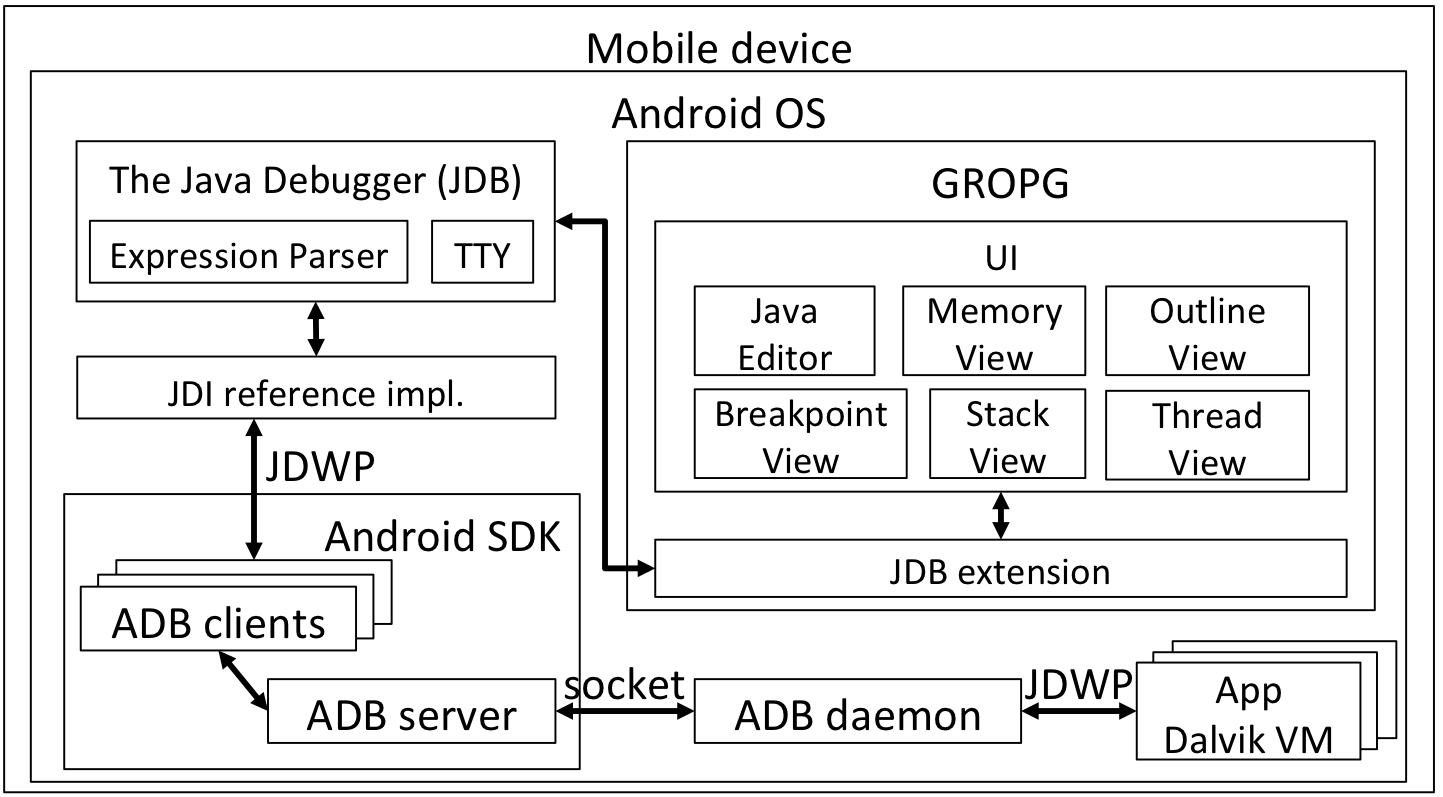 Mobile device
Android OS
The Java Debugger (JDB)
Expression Parser
TTY
JDI reference impl.
JDWP
Android SDK
ADB clients
ADB server
socket
ADB daemon
JDWP
App
Dalvik VM
GROPG
UI
Java
Editor
Memory
View
Outline
View
Breakpoint
View
Stack
View
Thread
View
JDB extension